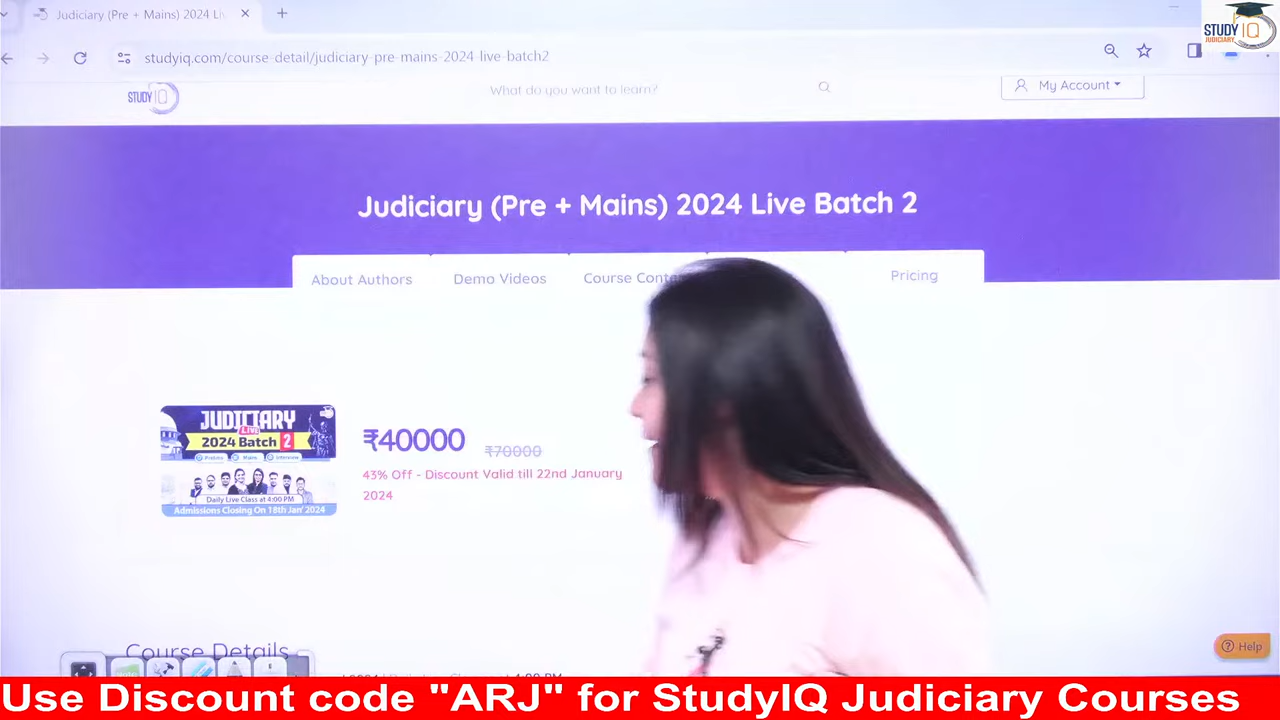 Judiciary (Pre + Mains) 2024 Li
STUDY IQ
JUDICIARY
studyiq.com/course-detail/judiciary-pre-mains-2024-live-batch2
STUDY IQ
What do you want to learn?
My Account
Judiciary (Pre + Mains) 2024 Live Batch 2
About Authors
Demo Videos
Course Conte
Pricing
JUDICIARY
LIVE
2024 Batch 2
Prelims
Mains
Interview
Daily Live Class at 4:00 PM
Admissions Closing On 18th Jan' 2024
₹40000 ₹70000
43% Off - Discount Valid till 22nd January
2024
Course Details
Help
Use Discount code "ARJ" for StudyIQ Judiciary Courses